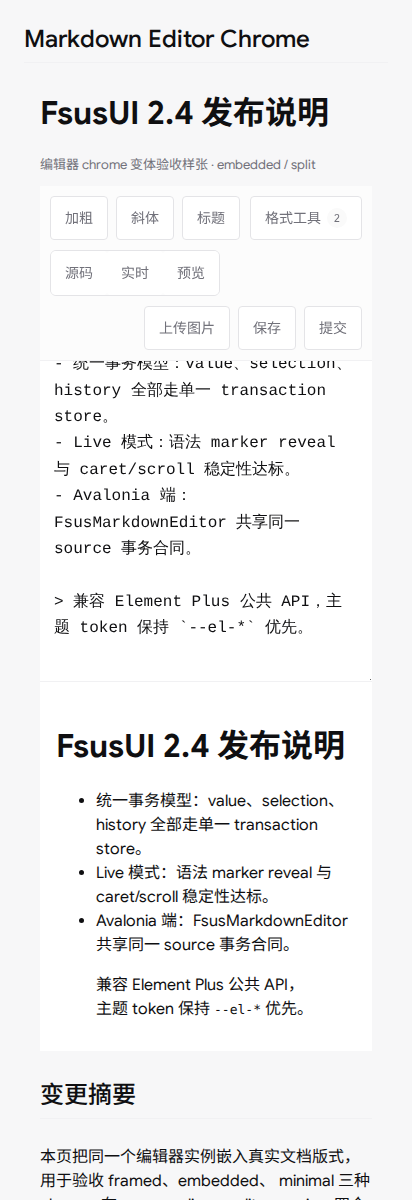 Markdown Editor Chrome
FsusUI 2.4 发布说明
编辑器 chrome 变体验收样张 · embedded / split
加粗 斜体 标题 格式工具 2
源码 实时 预览
上传图片 保存 提交
- 统一事务模型：value、selection、
history 全部走单一 transaction
store。
- Live 模式：语法 marker reveal
与 caret/scroll 稳定性达标。
- Avalonia 端：
FsusMarkdownEditor 共享同一
source 事务合同。
> 兼容 Element Plus 公共 API，主
题 token 保持 `--el-*` 优先。
FsusUI 2.4 发布说明
• 统一事务模型：value、selection、
history 全部走单一 transaction
store。
• Live 模式：语法 marker reveal 与
caret/scroll 稳定性达标。
• Avalonia 端：FsusMarkdownEditor
共享同一 source 事务合同。
兼容 Element Plus 公共 API，
主题 token 保持 --el-* 优先。
变更摘要
本页把同一个编辑器实例嵌入真实文档版式，
用于验收 framed、embedded、 minimal 三种